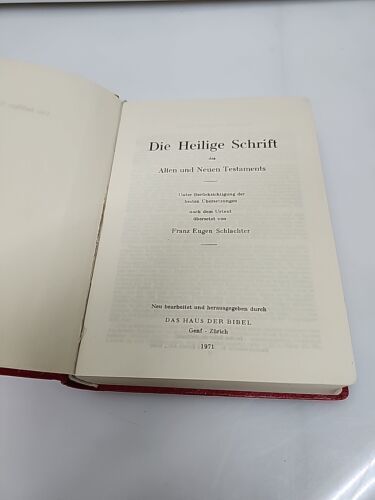 Die Heilige Schrift
des
Alten und Neuen Testaments
Unter Berücksichtigung der
besten Übersetzungen
nach dem Urtext
übersetzt von
Franz Eugen Schlachter
Neu bearbeitet und herausgegeben durch
DAS HAUS DER BIBEL
Genf - Zürich
1971